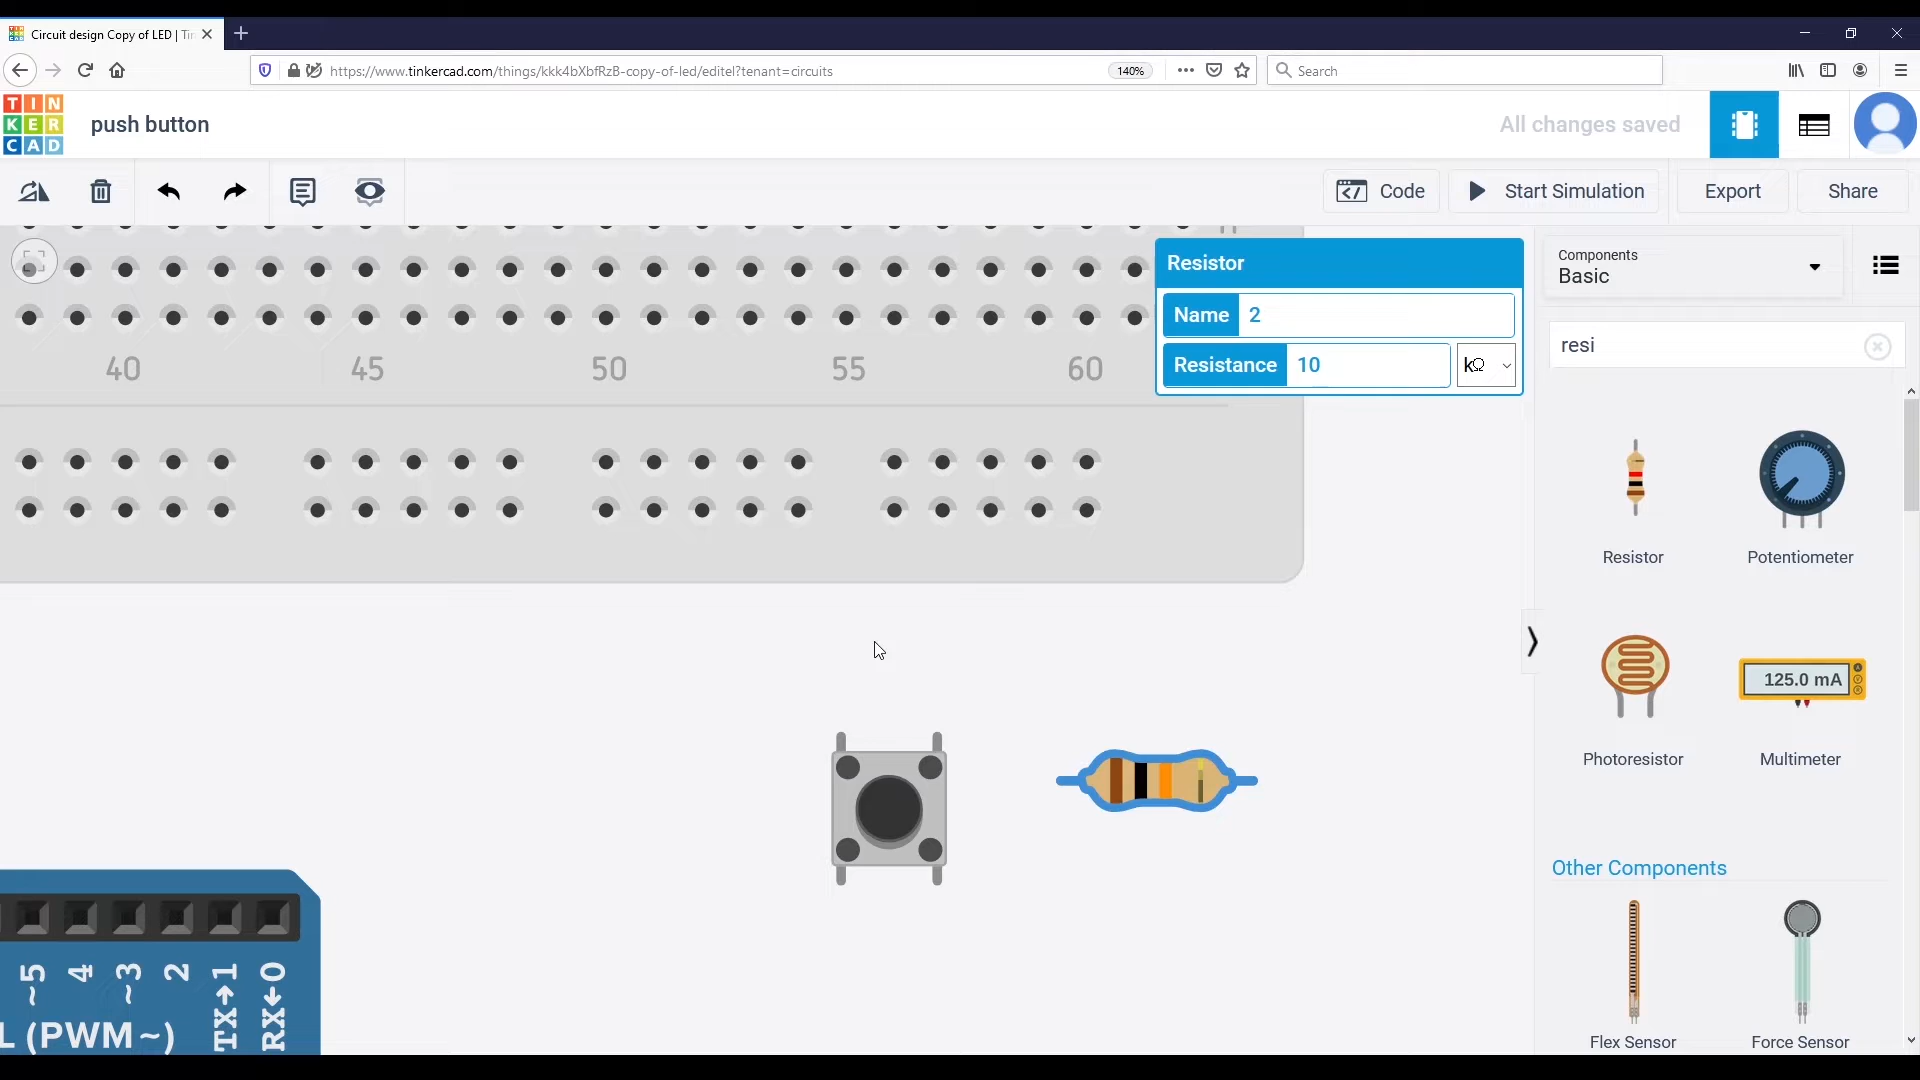 Circuit design Copy of LED | Tin
https://www.tinkercad.com/things/kkk4bXbfRzB-copy-of-led/editel?tenant=circuits
140%
Search
TIN
KER
CAD
push button
All changes saved
Code
Start Simulation
Export
Share
Resistor
Name 2
Resistance 10 kΩ
Components
Basic
resi
40 45 50 55 60
Resistor
Potentiometer
125.0 mA
Photoresistor
Multimeter
Other Components
Flex Sensor
Force Sensor
~5 4 ~3 2 TX→1 RX←0
L (PWM ~)